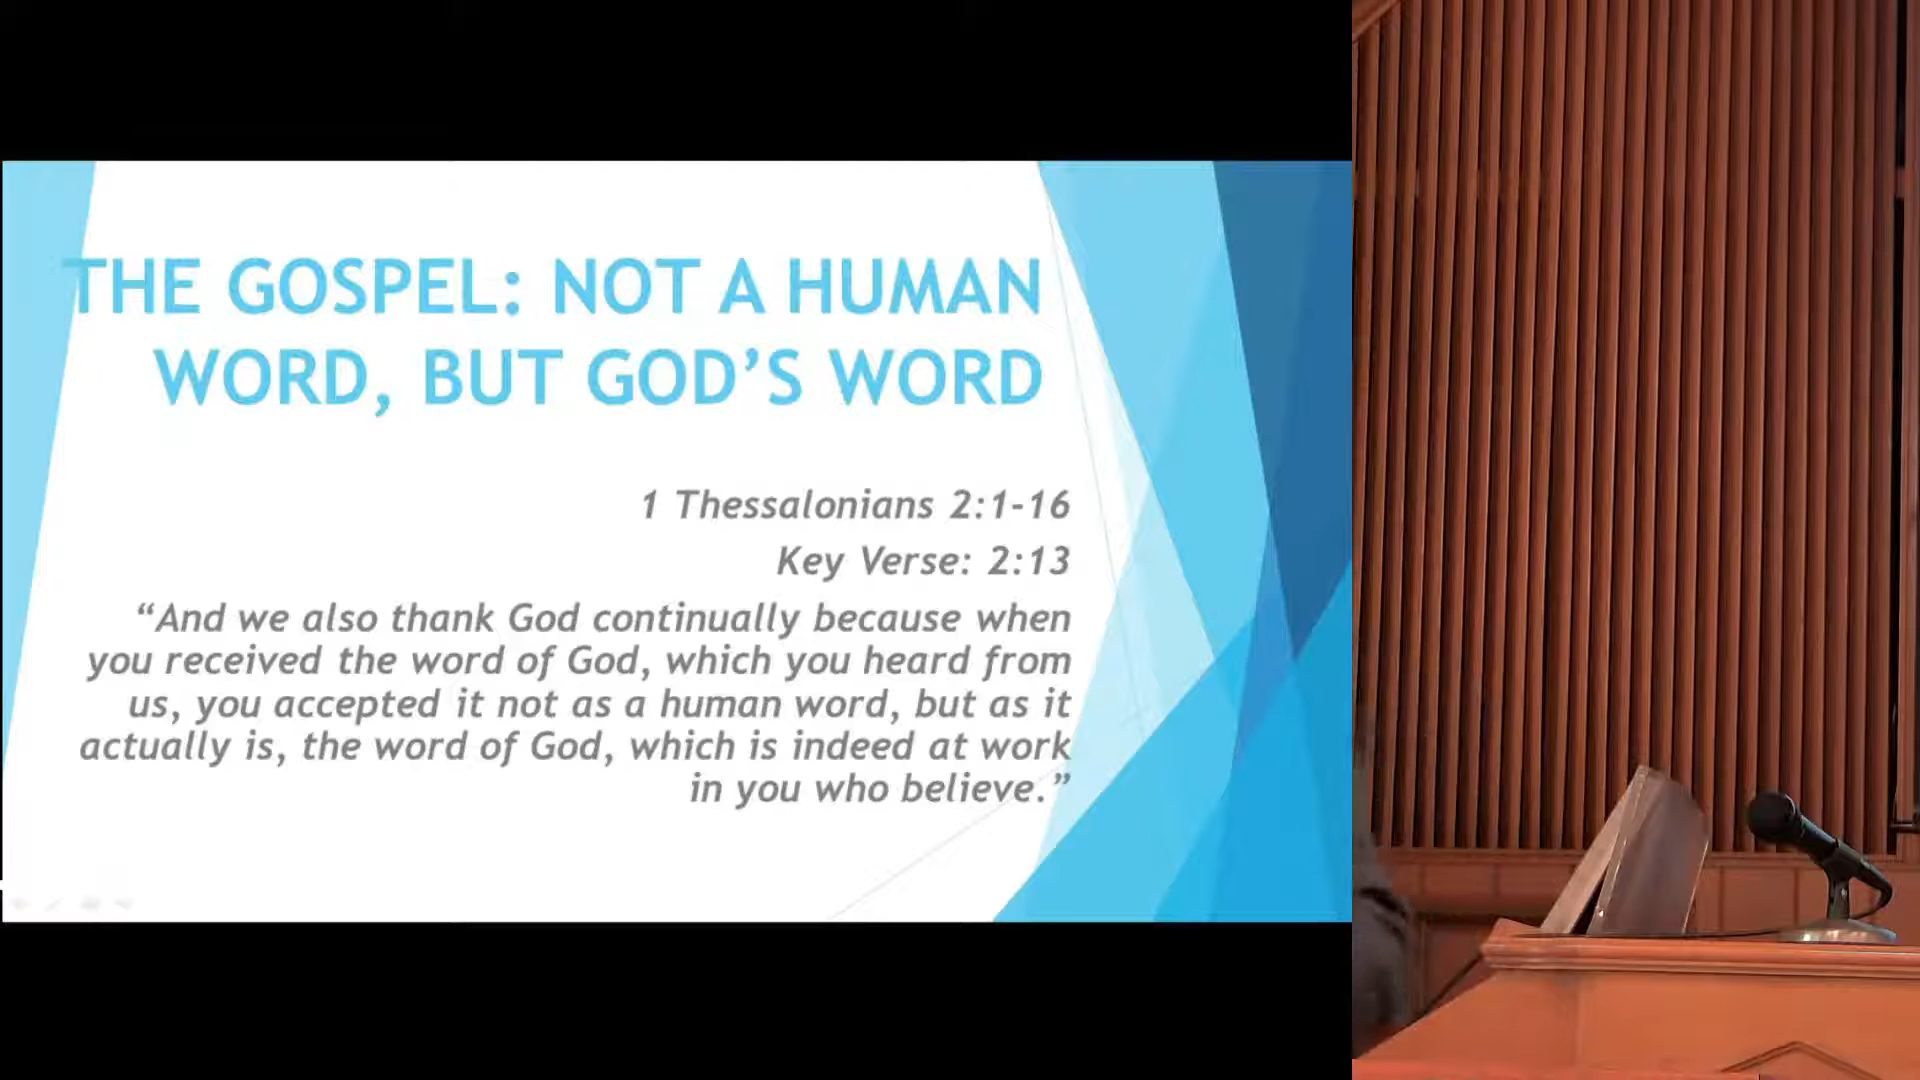 THE GOSPEL: NOT A HUMAN
WORD, BUT GOD’S WORD
1 Thessalonians 2:1-16
Key Verse: 2:13
“And we also thank God continually because when
you received the word of God, which you heard from
us, you accepted it not as a human word, but as it
actually is, the word of God, which is indeed at work
in you who believe.”